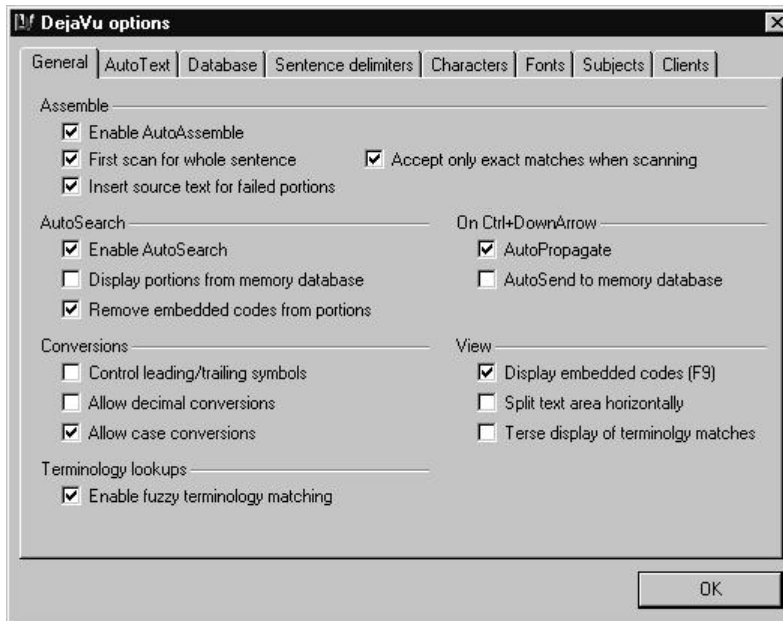 DejaVu options
General AutoText Database Sentence delimiters Characters Fonts Subjects Clients
Assemble
Enable AutoAssemble
First scan for whole sentence Accept only exact matches when scanning
Insert source text for failed portions
AutoSearch On Ctrl+DownArrow
Enable AutoSearch AutoPropagate
Display portions from memory database AutoSend to memory database
Remove embedded codes from portions
Conversions View
Control leading/trailing symbols Display embedded codes (F9)
Allow decimal conversions Split text area horizontally
Allow case conversions Terse display of terminolgy matches
Terminology lookups
Enable fuzzy terminology matching
OK